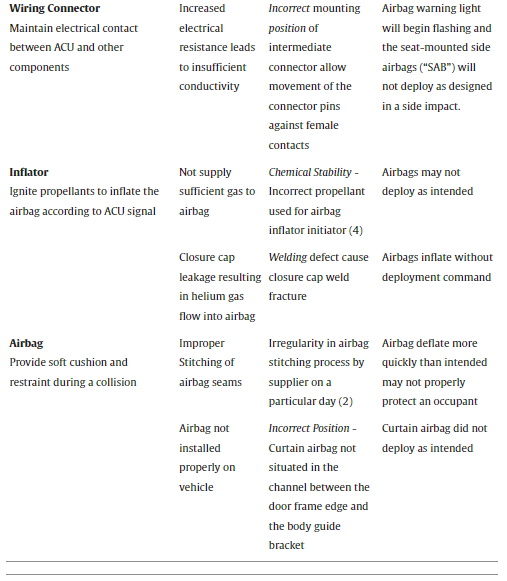 Wiring Connector
Maintain electrical contact
between ACU and other
components
Increased
electrical
resistance leads
to insufficient
conductivity
Incorrect mounting
position of
intermediate
connector allow
movement of the
connector pins
against female
contacts
Airbag warning light
will begin flashing and
the seat-mounted side
airbags (“SAB”) will
not deploy as designed
in a side impact.
Inflator
Ignite propellants to inflate the
airbag according to ACU signal
Not supply
sufficient gas to
airbag
Chemical Stability –
Incorrect propellant
used for airbag
inflator initiator (4)
Airbags may not
deploy as intended
Closure cap
leakage resulting
in helium gas
flow into airbag
Welding defect cause
closure cap weld
fracture
Airbags inflate without
deployment command
Airbag
Provide soft cushion and
restraint during a collision
Improper
Stitching of
airbag seams
Irregularity in airbag
stitching process by
supplier on a
particular day (2)
Airbag deflate more
quickly than intended
may not properly
protect an occupant
Airbag not
installed
properly on
vehicle
Incorrect Position –
Curtain airbag not
situated in the
channel between the
door frame edge and
the body guide
bracket
Curtain airbag did not
deploy as intended